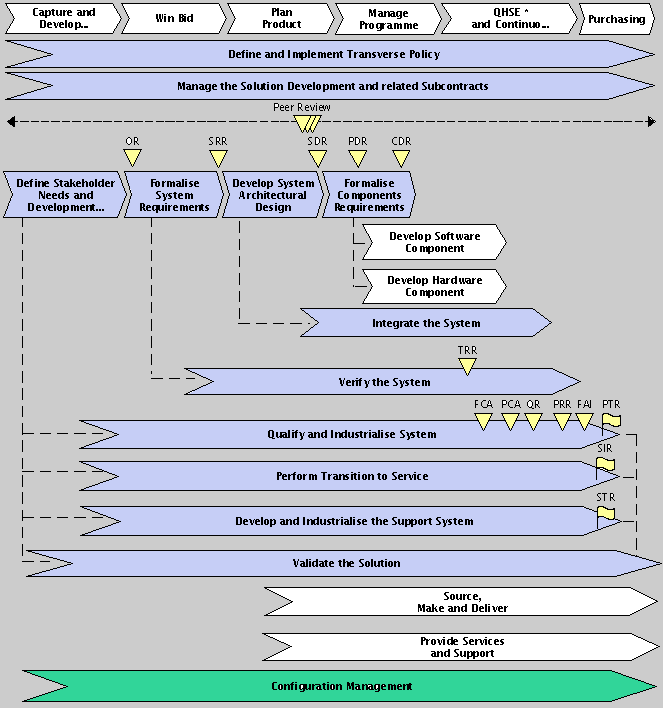 Capture and
Develop...
Win Bid
Plan
Product
Manage
Programme
QHSE *
and Continuo...
Purchasing
Define and Implement Transverse Policy
Manage the Solution Development and related Subcontracts
Peer Review
OR
SRR
SDR
PDR
CDR
Define Stakeholder
Needs and
Development...
Formalise
System
Requirements
Develop System
Architectural
Design
Formalise
Components
Requirements
Develop Software
Component
Develop Hardware
Component
Integrate the System
TRR
Verify the System
FCA
PCA
QR
PRR
FAI
PTR
Qualify and Industrialise System
SIR
Perform Transition to Service
STR
Develop and Industrialise the Support System
Validate the Solution
Source,
Make and Deliver
Provide Services
and Support
Configuration Management